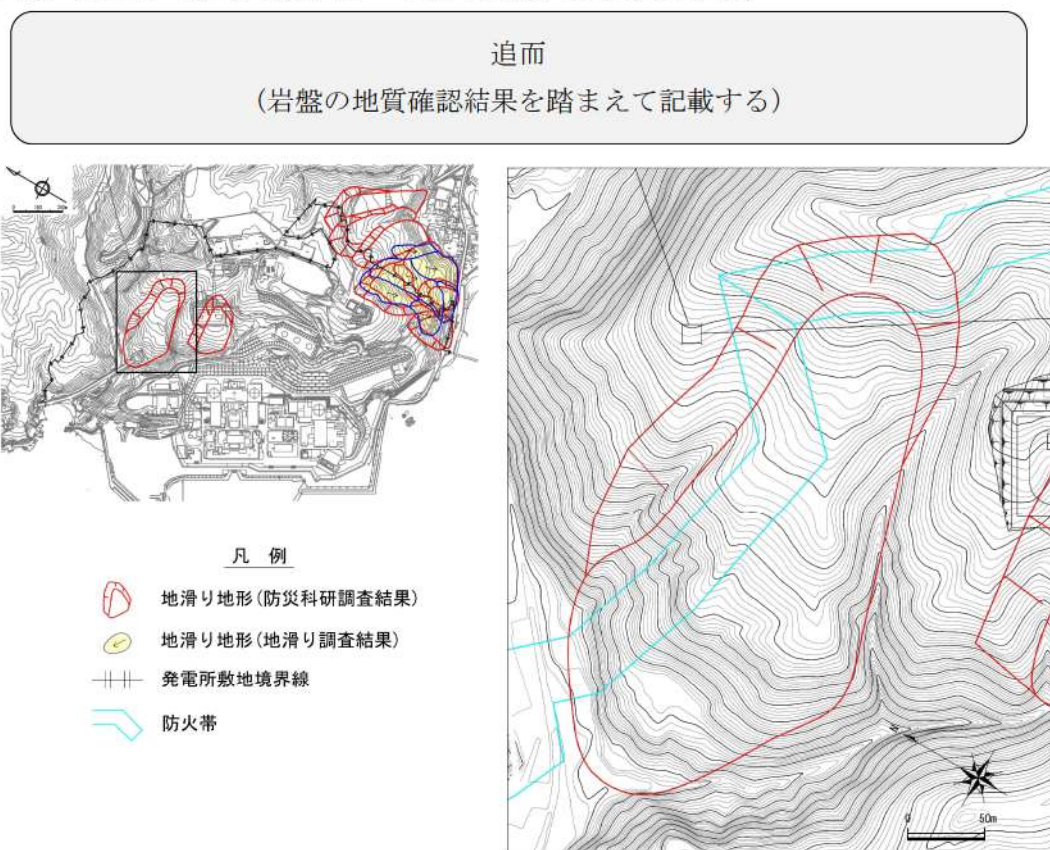 追而
(岩盤の地質確認結果を踏まえて記載する)
凡 例
地滑り地形(防災科研調査結果)
地滑り地形(地滑り調査結果)
発電所敷地境界線
防火帯
N
0 50m